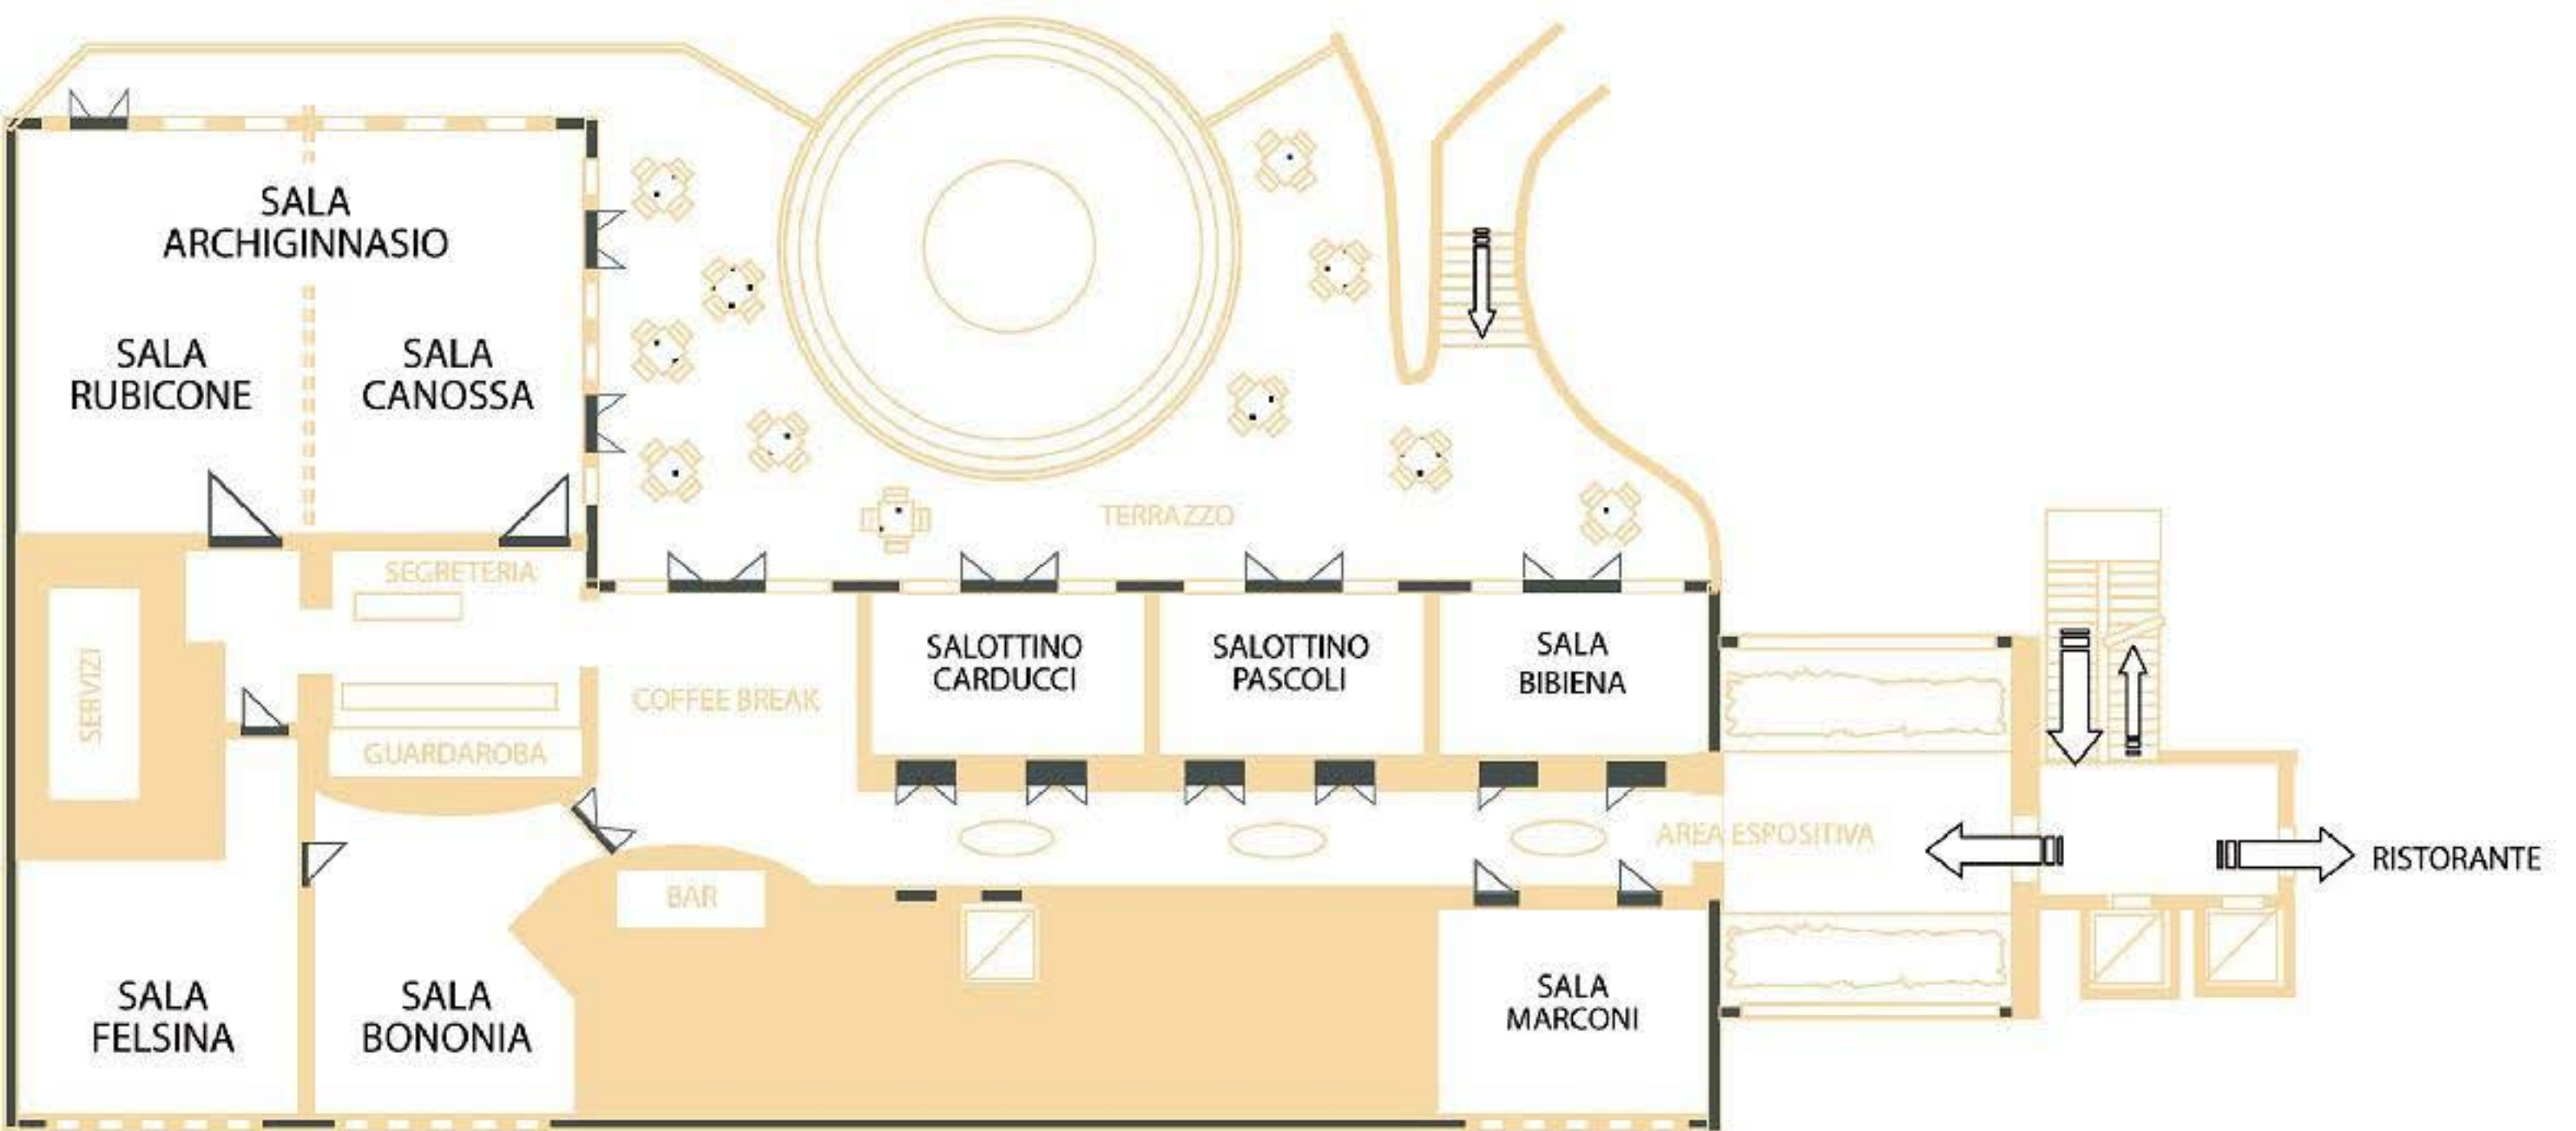 SALA
ARCHIGINNASIO
SALA
RUBICONE
SALA
CANOSSA
TERRAZZO
SEGRETERIA
SERVIZI
COFFEE BREAK
GUARDAROBA
SALOTTINO
CARDUCCI
SALOTTINO
PASCOLI
SALA
BIBIENA
AREA ESPOSITIVA
RISTORANTE
BAR
SALA
FELSINA
SALA
BONONIA
SALA
MARCONI